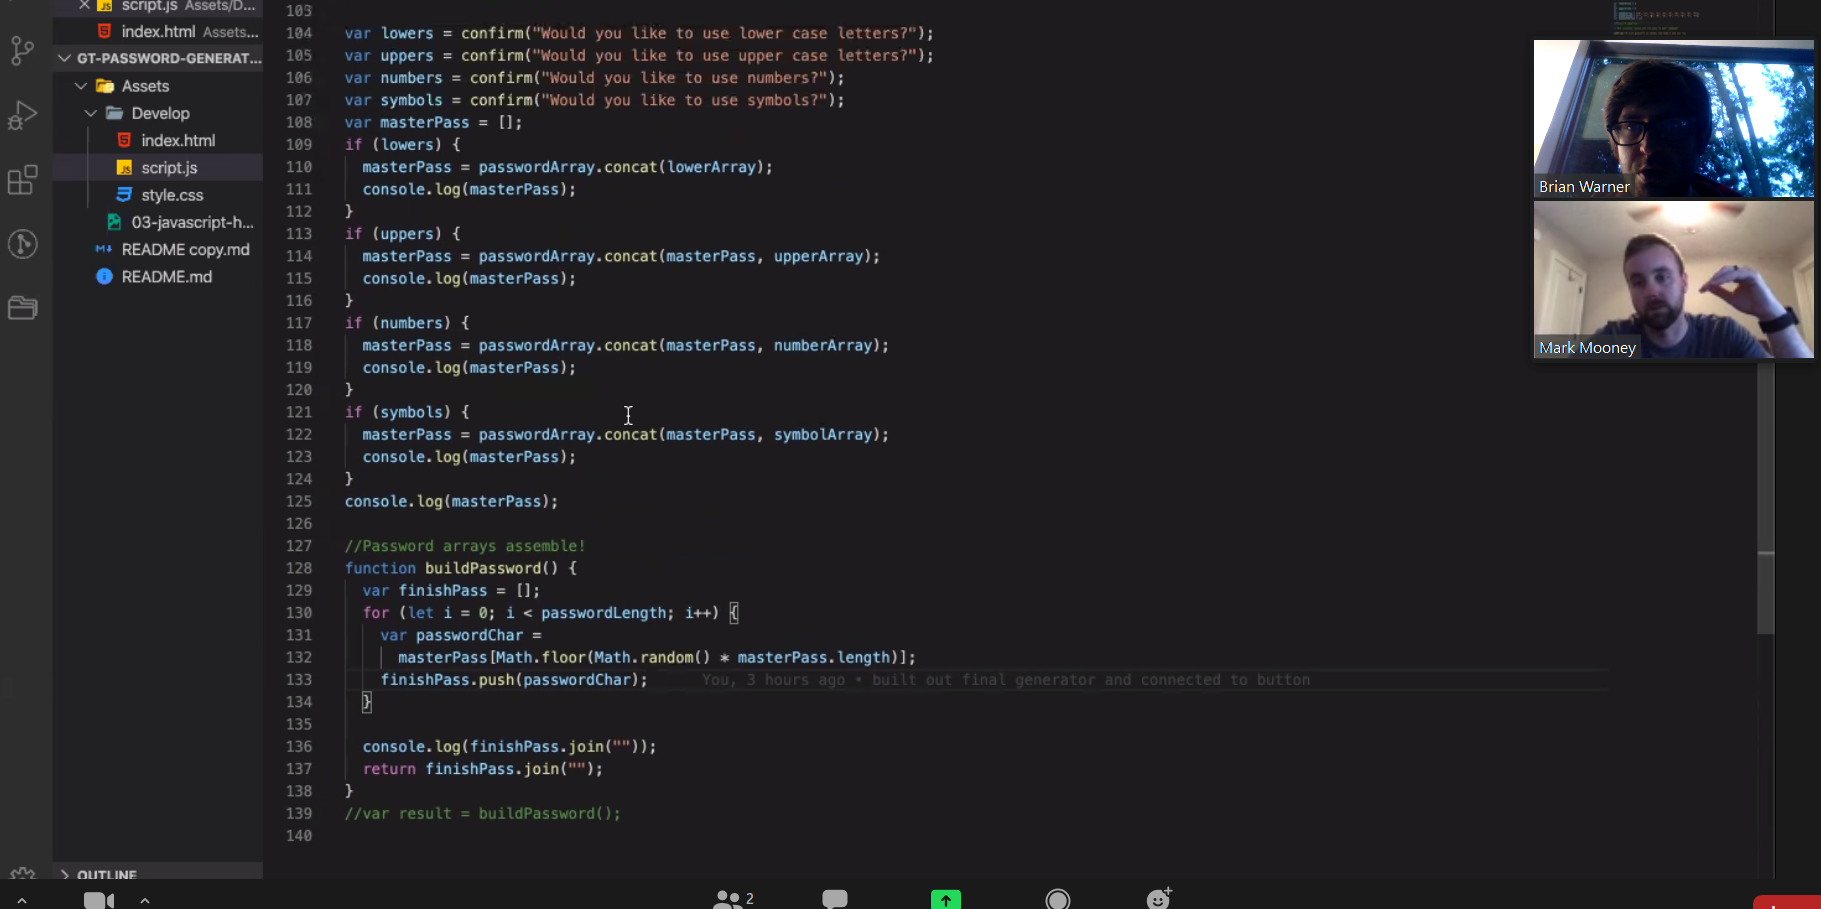 script.js Assets/D...
index.html Assets...
GT-PASSWORD-GENERAT...
Assets
Develop
index.html
script.js
style.css
03-javascript-h...
README copy.md
README.md
OUTLINE
103
104 var lowers = confirm("Would you like to use lower case letters?");
105 var uppers = confirm("Would you like to use upper case letters?");
106 var numbers = confirm("Would you like to use numbers?");
107 var symbols = confirm("Would you like to use symbols?");
108 var masterPass = [];
109 if (lowers) {
110 masterPass = passwordArray.concat(lowerArray);
111 console.log(masterPass);
112 }
113 if (uppers) {
114 masterPass = passwordArray.concat(masterPass, upperArray);
115 console.log(masterPass);
116 }
117 if (numbers) {
118 masterPass = passwordArray.concat(masterPass, numberArray);
119 console.log(masterPass);
120 }
121 if (symbols) {
122 masterPass = passwordArray.concat(masterPass, symbolArray);
123 console.log(masterPass);
124 }
125 console.log(masterPass);
126
127 //Password arrays assemble!
128 function buildPassword() {
129 var finishPass = [];
130 for (let i = 0; i < passwordLength; i++) {
131 var passwordChar =
132 masterPass[Math.floor(Math.random() * masterPass.length)];
133 finishPass.push(passwordChar); You, 3 hours ago • built out final generator and connected to button
134 }
135
136 console.log(finishPass.join(""));
137 return finishPass.join("");
138 }
139 //var result = buildPassword();
140
Brian Warner
Mark Mooney
2